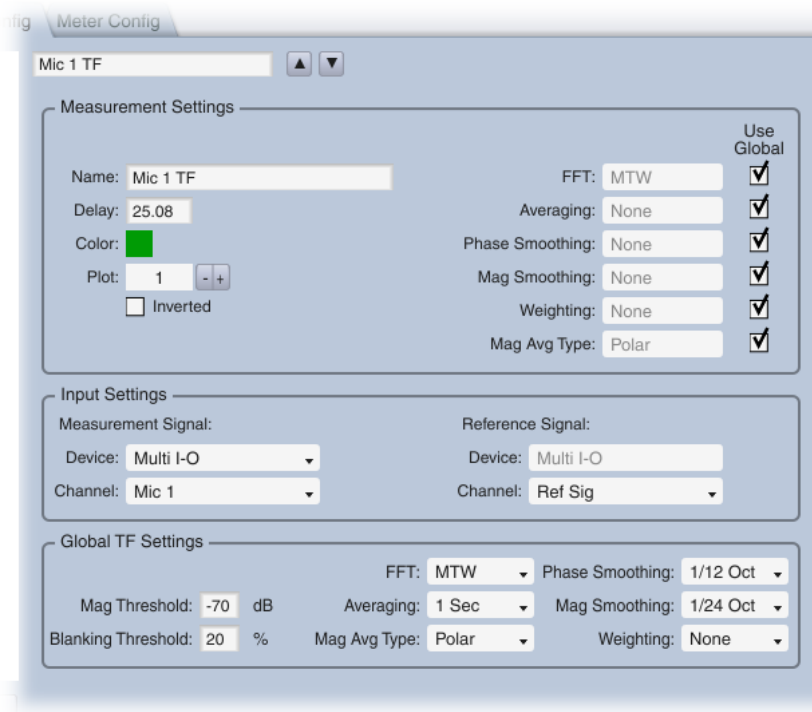 nfig Meter Config
Mic 1 TF
Measurement Settings
Use
Global
Name: Mic 1 TF FFT: MTW
Delay: 25.08 Averaging: None
Color: Phase Smoothing: None
Plot: 1 - + Mag Smoothing: None
Inverted Weighting: None
Mag Avg Type: Polar
Input Settings
Measurement Signal: Reference Signal:
Device: Multi I-O Device: Multi I-O
Channel: Mic 1 Channel: Ref Sig
Global TF Settings
FFT: MTW Phase Smoothing: 1/12 Oct
Mag Threshold: -70 dB Averaging: 1 Sec Mag Smoothing: 1/24 Oct
Blanking Threshold: 20 % Mag Avg Type: Polar Weighting: None